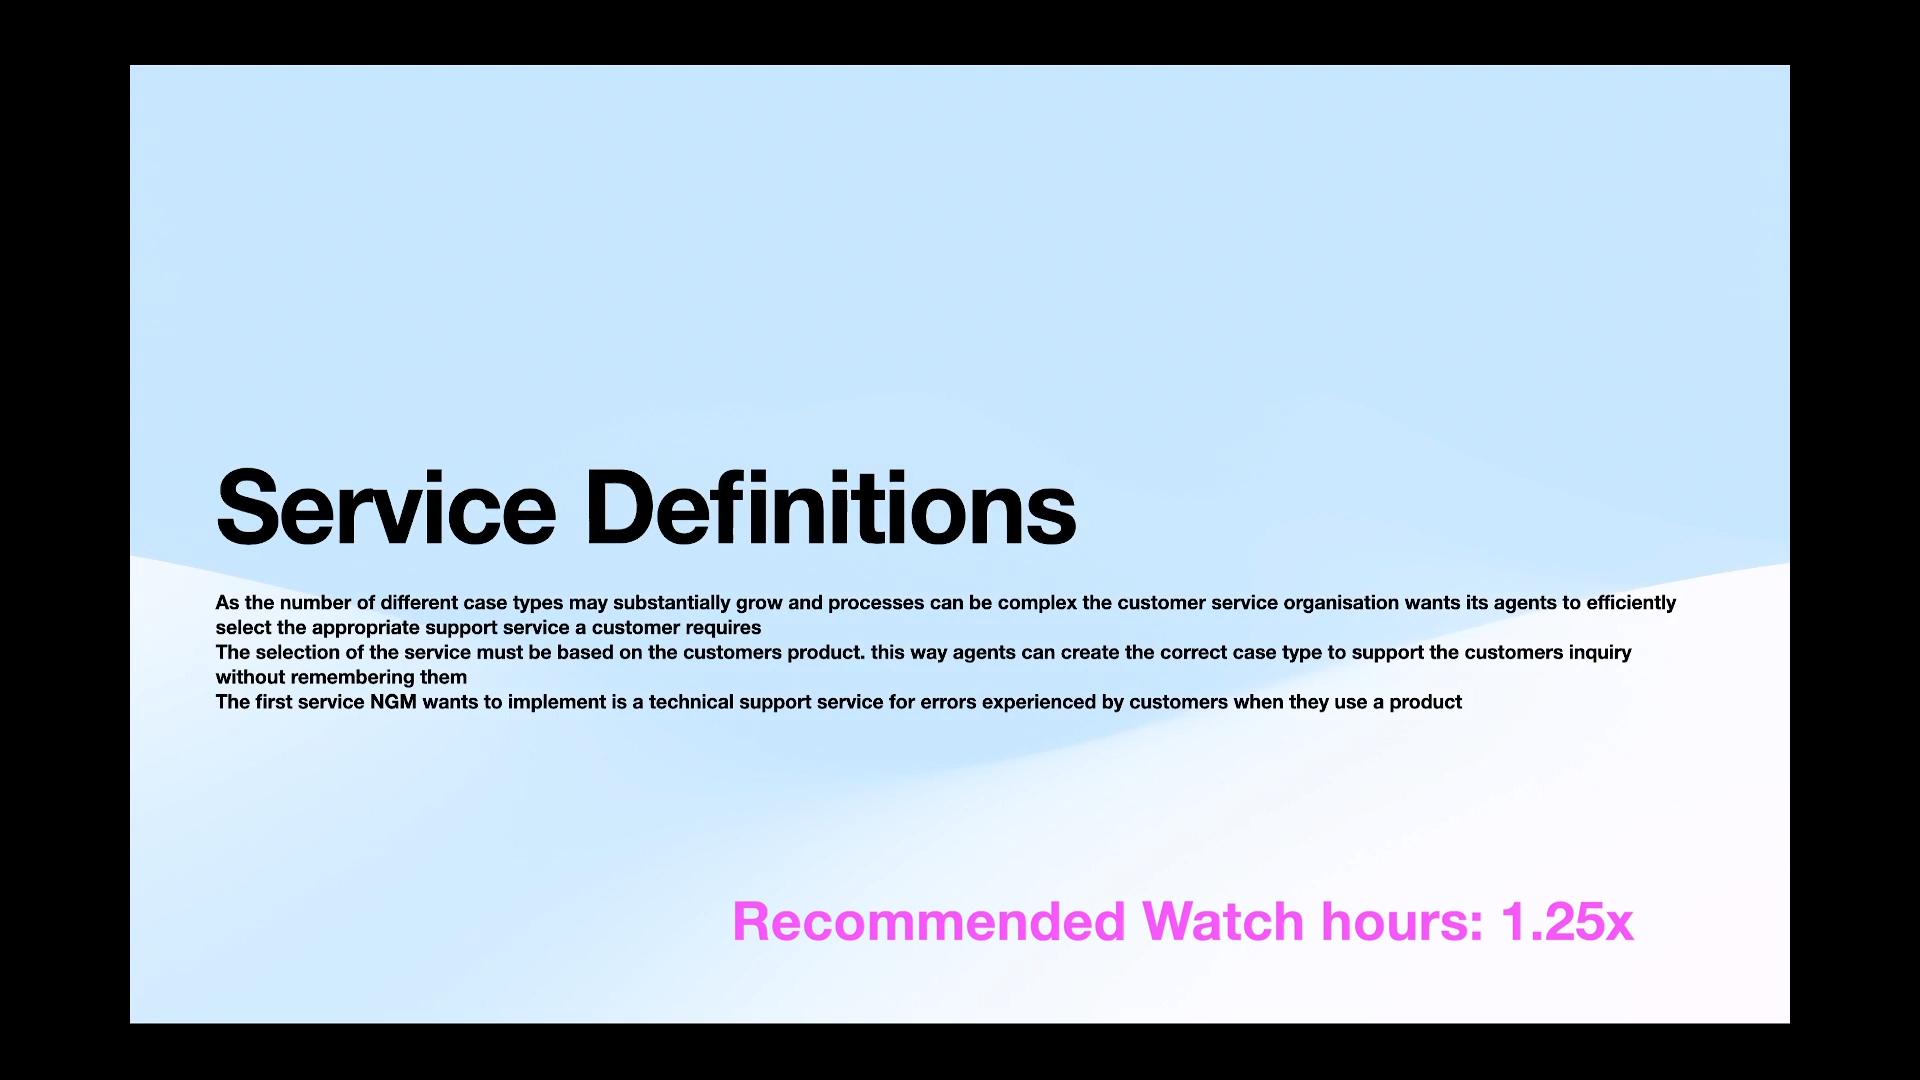 Service Definitions
As the number of different case types may substantially grow and processes can be complex the customer service organisation wants its agents to efficiently
select the appropriate support service a customer requires
The selection of the service must be based on the customers product. this way agents can create the correct case type to support the customers inquiry
without remembering them
The first service NGM wants to implement is a technical support service for errors experienced by customers when they use a product
Recommended Watch hours: 1.25x